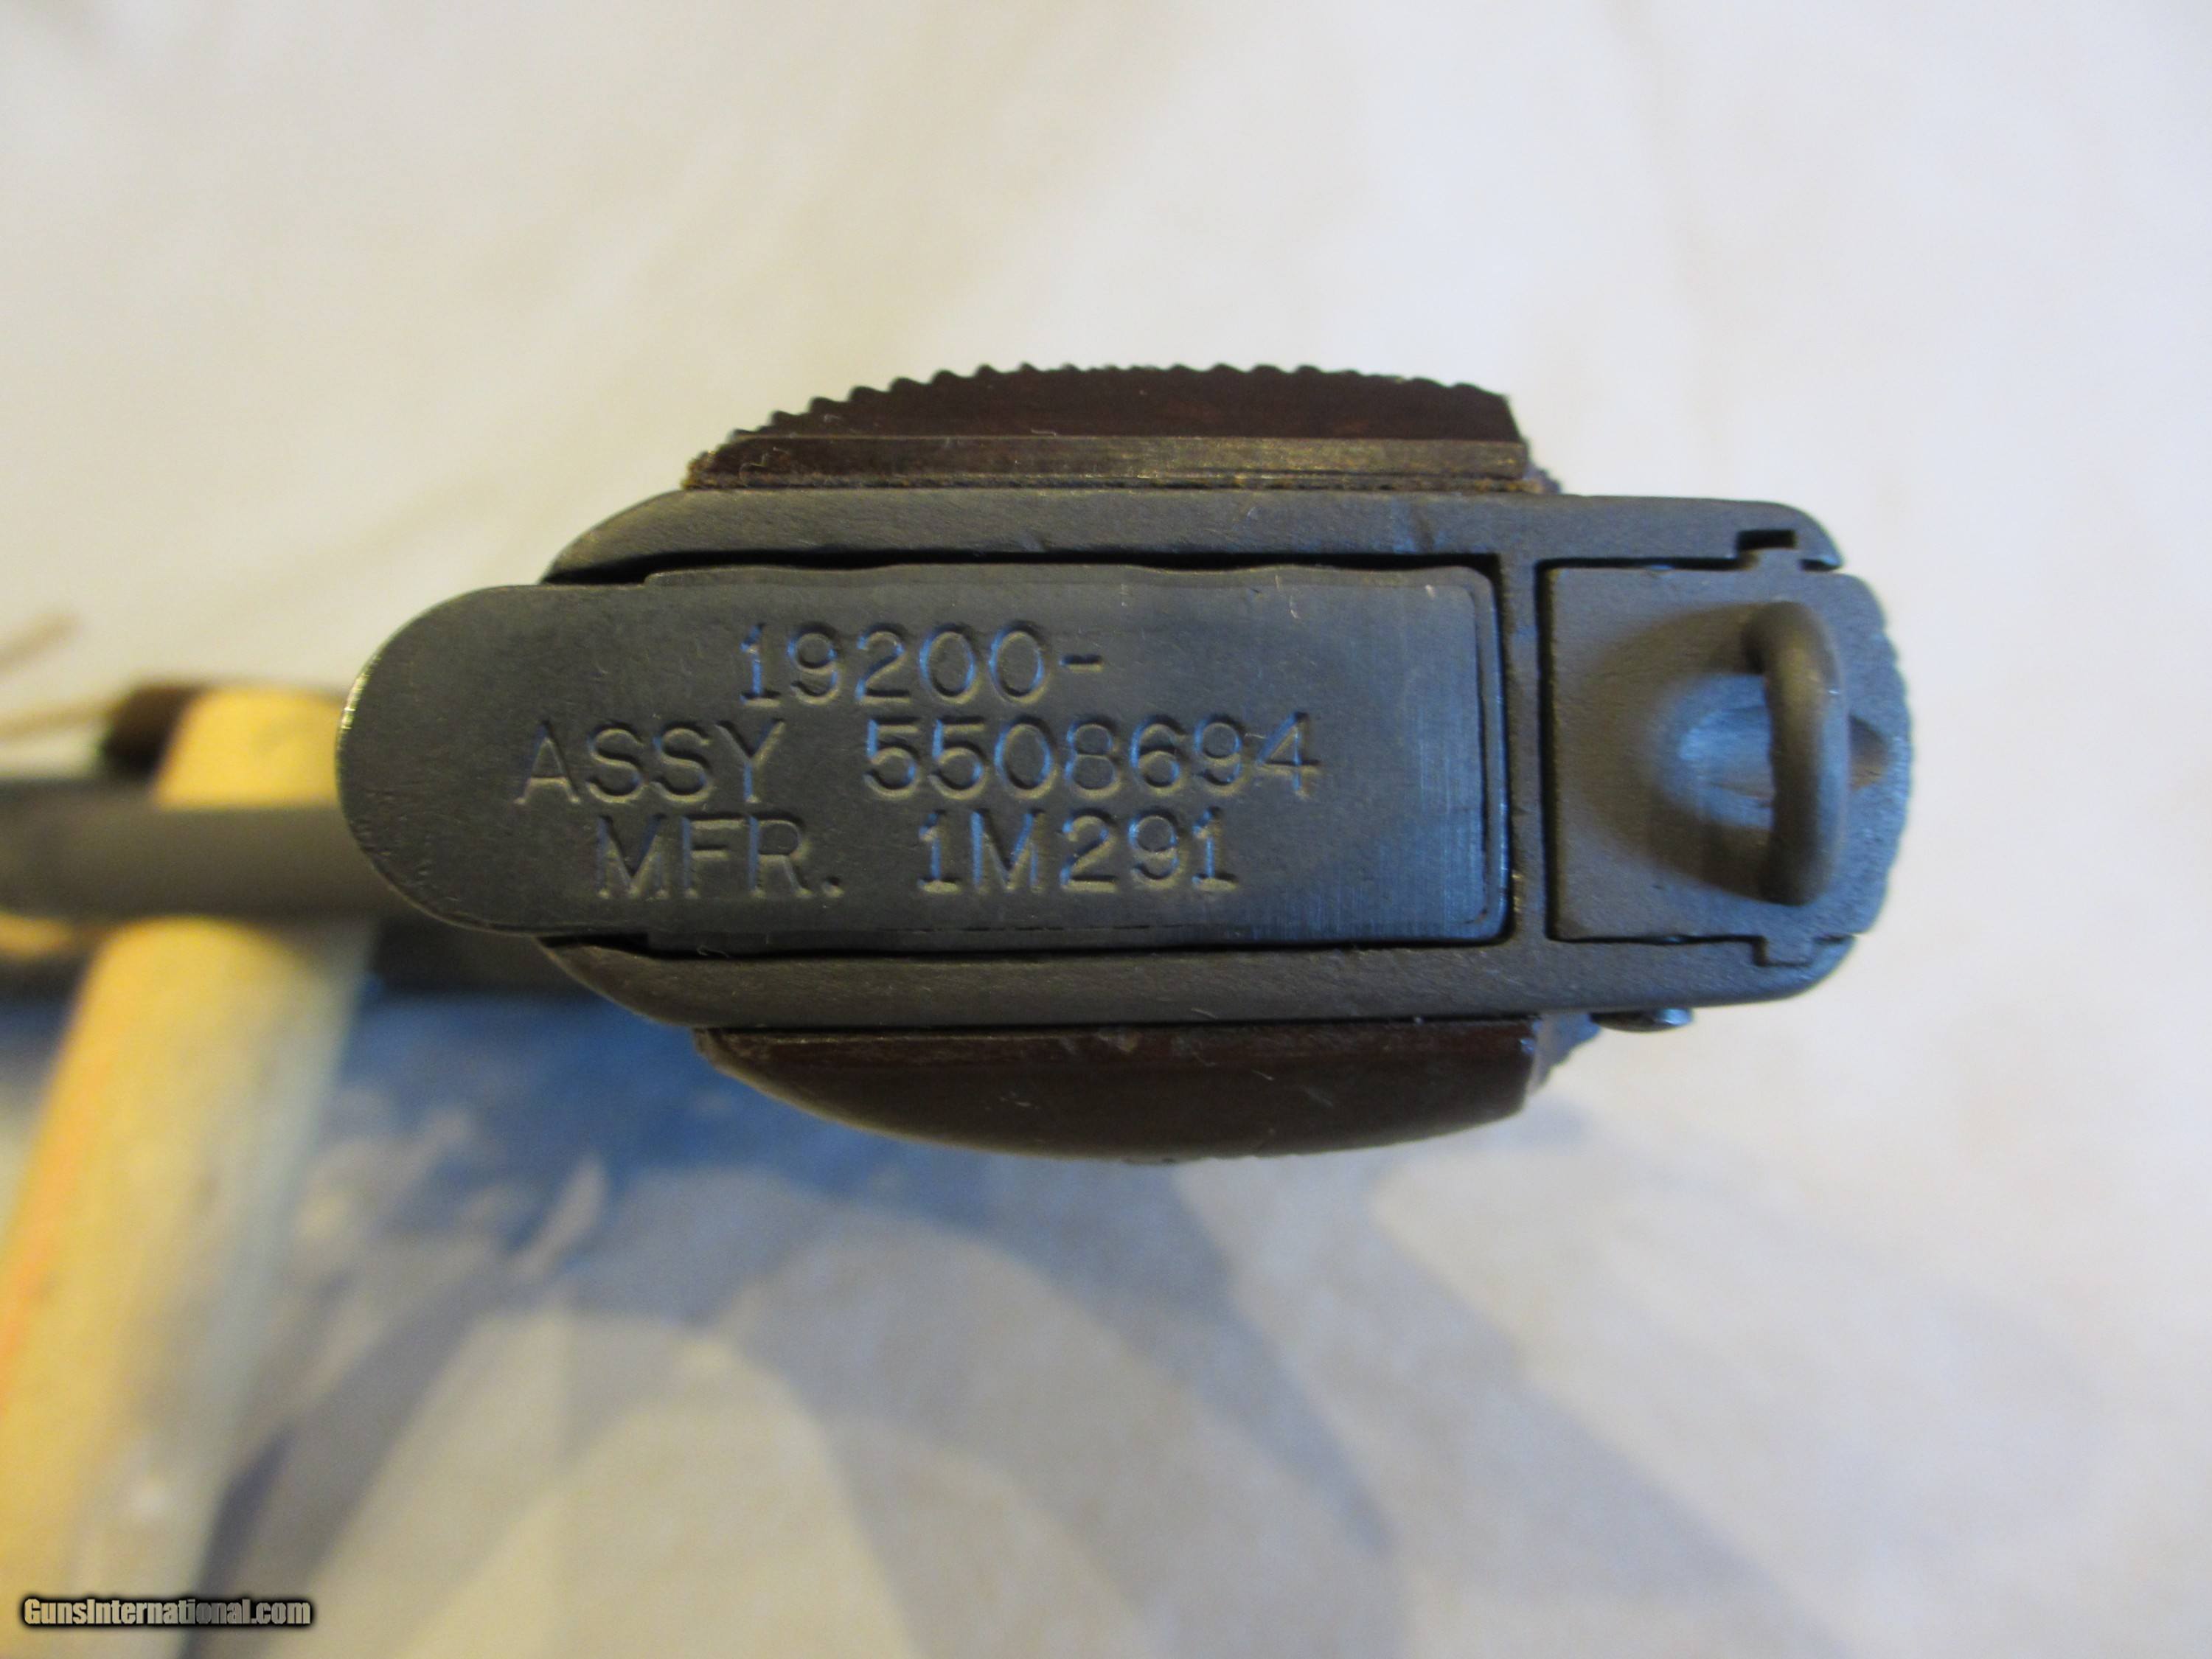 19200-
ASSY 5508694
MFR. 1M291
GunsInternational.com